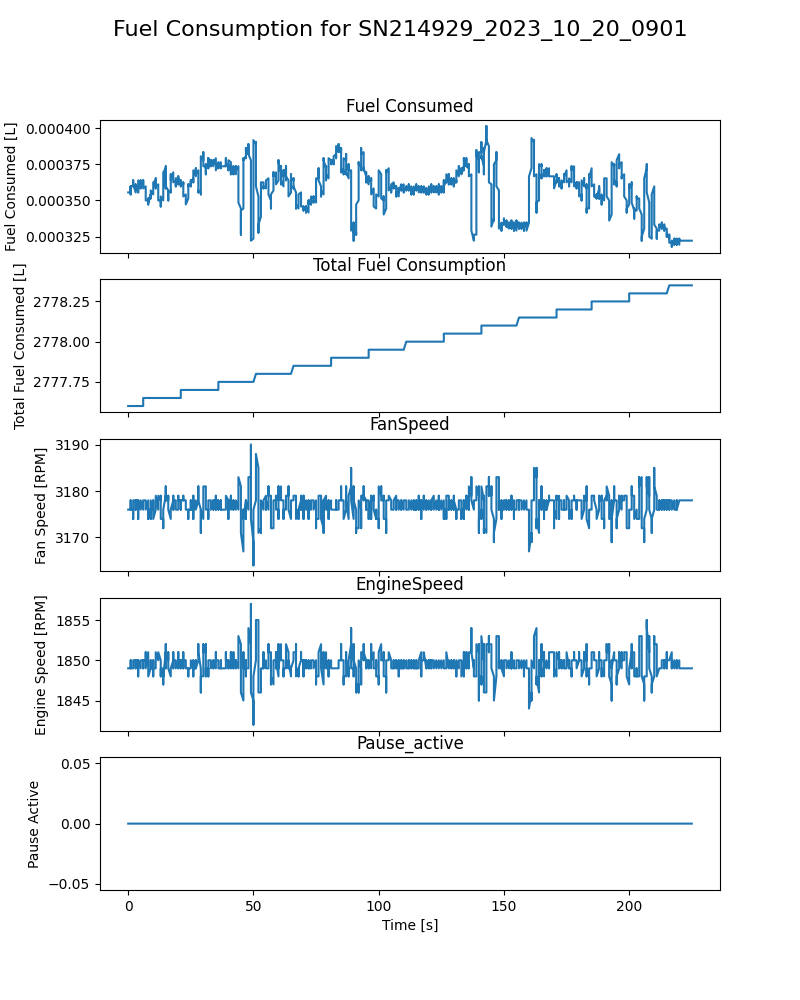 Fuel Consumption for SN214929_2023_10_20_0901
Fuel Consumed
Fuel Consumed [L]
0.000400
0.000375
0.000350
0.000325
Total Fuel Consumption
Total Fuel Consumed [L]
2778.25
2778.00
2777.75
FanSpeed
Fan Speed [RPM]
3190
3180
3170
EngineSpeed
Engine Speed [RPM]
1855
1850
1845
Pause_active
Pause Active
0.05
0.00
−0.05
0 50 100 150 200
Time [s]